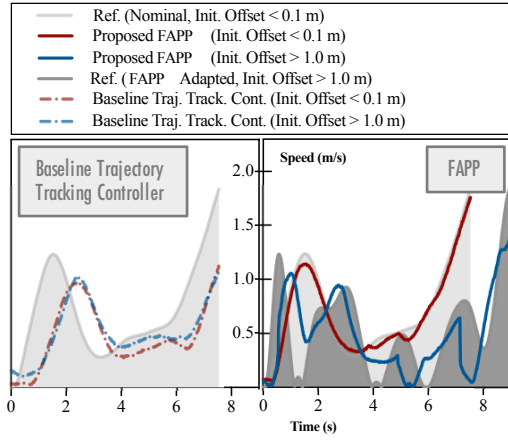 Ref. (Nominal, Init. Offset < 0.1 m)
Proposed FAPP (Init. Offset < 0.1 m)
Proposed FAPP (Init. Offset > 1.0 m)
Ref. (FAPP Adapted, Init. Offset > 1.0 m)
Baseline Traj. Track. Cont. (Init. Offset < 0.1 m)
Baseline Traj. Track. Cont. (Init. Offset > 1.0 m)
Baseline Trajectory
Tracking Controller
Speed (m/s)
FAPP
2.0
1.5
1.0
0.5
0 2 4 6 8
0 2 4 6 8
Time (s)